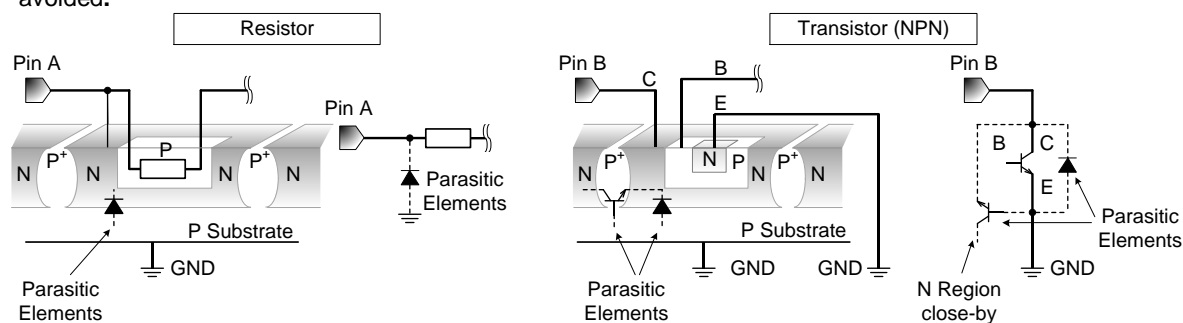 avoided.
Resistor
Transistor (NPN)
Pin A
Pin B
Pin B
C
B
E
Pin A
B
C
E
P
N
P+
N
N
P+
N
N
P+
N
N
P
N
P+
N
Parasitic
Elements
Parasitic
Elements
P Substrate
P Substrate
GND
GND
GND
GND
Parasitic
Elements
Parasitic
Elements
N Region
close-by